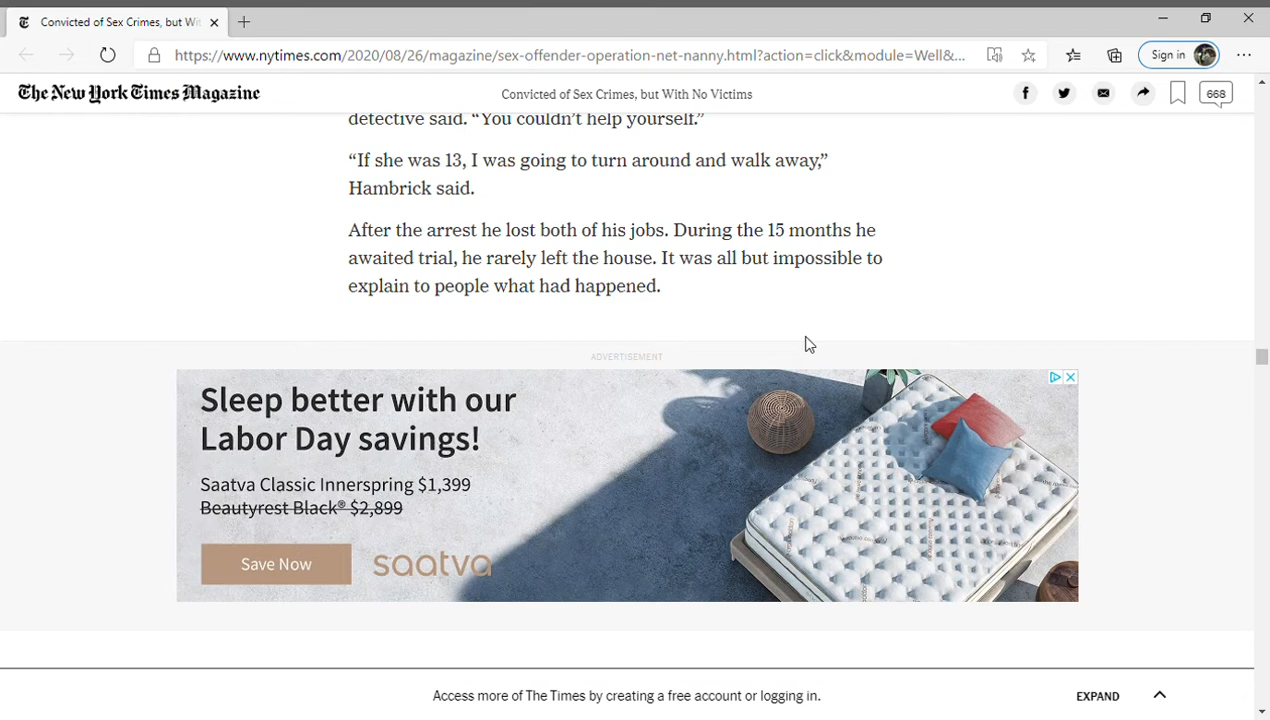 Convicted of Sex Crimes, but Wit
https://www.nytimes.com/2020/08/26/magazine/sex-offender-operation-net-nanny.html?action=click&module=Well&...
Sign in
The New York Times Magazine
Convicted of Sex Crimes, but With No Victims
668
detective said. “You couldn’t help yourself.”
“If she was 13, I was going to turn around and walk away,”
Hambrick said.
After the arrest he lost both of his jobs. During the 15 months he
awaited trial, he rarely left the house. It was all but impossible to
explain to people what had happened.
ADVERTISEMENT
Sleep better with our
Labor Day savings!
Saatva Classic Innerspring $1,399
Beautyrest Black® $2,899
Save Now
saatva
Access more of The Times by creating a free account or logging in.
EXPAND